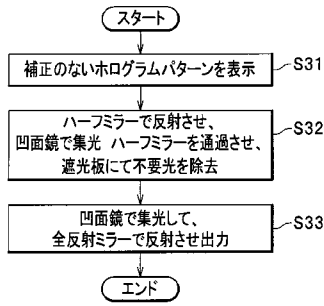 スタート
補正のないホログラムパターンを表示
S31
ハーフミラーで反射させ、
凹面鏡で集光 ハーフミラーを通過させ、
遮光板にて不要光を除去
S32
凹面鏡で集光して、
全反射ミラーで反射させ出力
S33
エンド